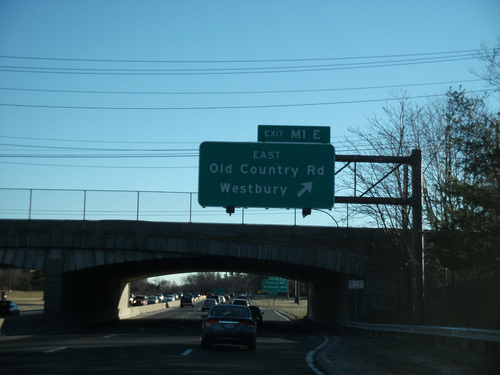 EXIT M1 E
EAST
Old Country Rd
Westbury